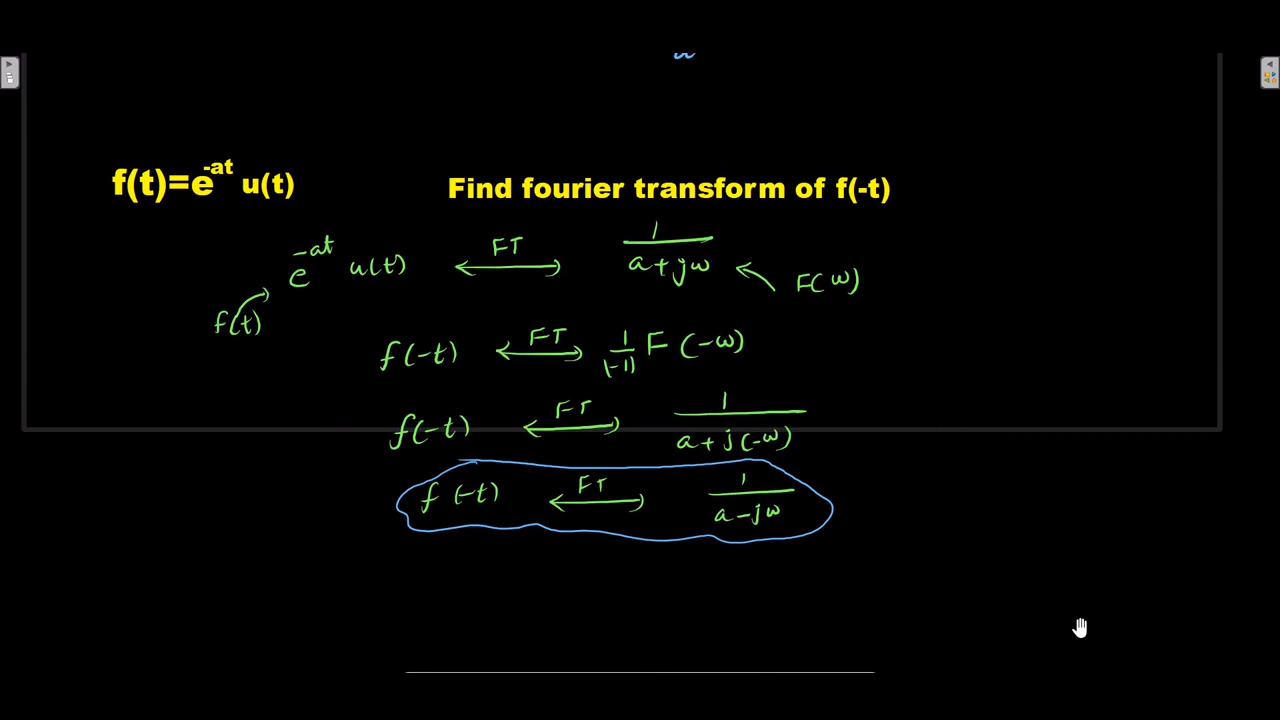 f(t)=e^-at u(t) Find fourier transform of f(-t)
e^-at u(t) ⟷ FT 1/(a+jω) F(ω)
f(t)
f(-t) ⟷ FT 1/|-1| F(-ω)
f(-t) ⟷ FT 1/(a+j(-ω))
f(-t) ⟷ FT 1/(a-jω)